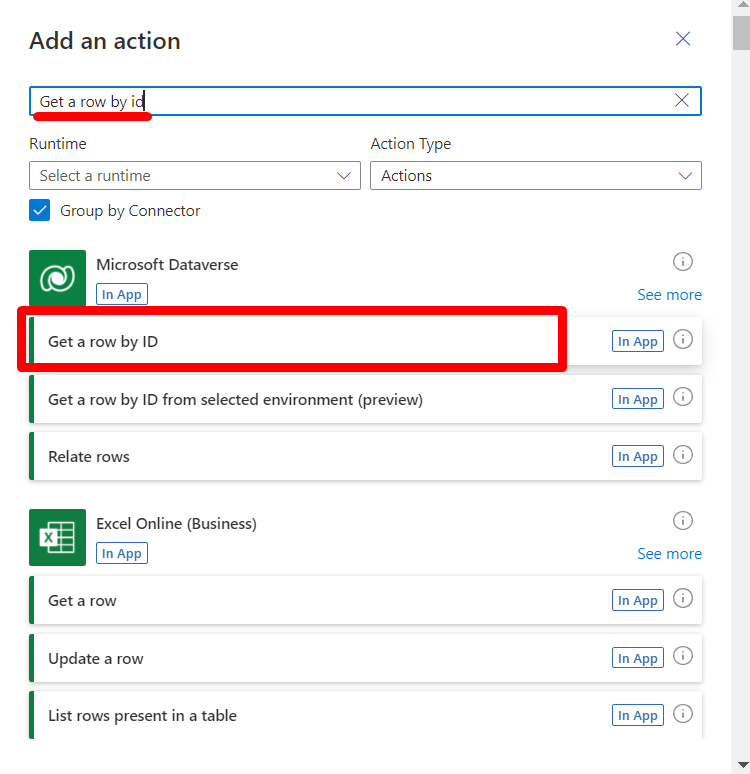 Add an action
Get a row by id
Runtime
Action Type
Select a runtime
Actions
Group by Connector
Microsoft Dataverse
In App
See more
Get a row by ID
In App
Get a row by ID from selected environment (preview)
In App
Relate rows
In App
Excel Online (Business)
In App
See more
Get a row
In App
Update a row
In App
List rows present in a table
In App